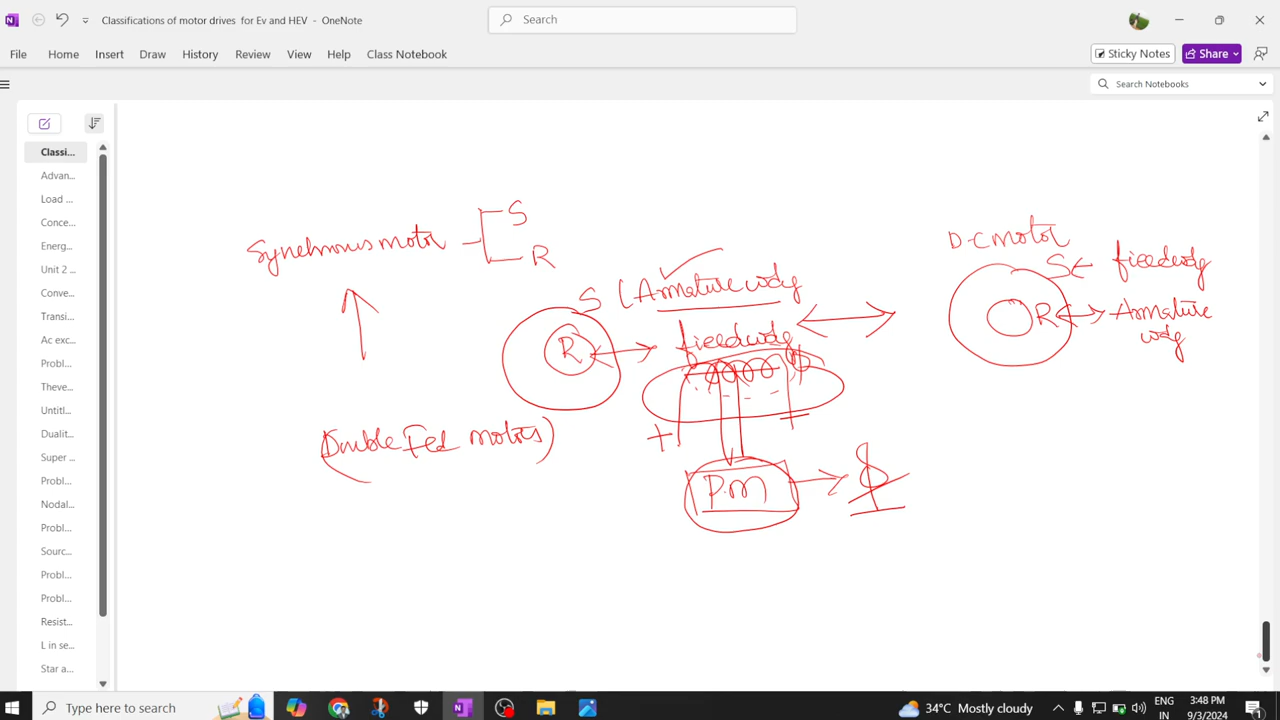 Classifications of motor drives for Ev and HEV - OneNote
Search
File Home Insert Draw History Review View Help Class Notebook
Sticky Notes
Share
Search Notebooks
Classi...
Advan...
Load ...
Conce...
Energ...
Unit 2 ...
Conve...
Transi...
Ac exc...
Probl...
Theve...
Untitl...
Dualit...
Super ...
Probl...
Nodal...
Probl...
Sourc...
Probl...
Probl...
Resist...
L in se...
Star a...
Synchronous motor
S
R
S (Armature wdg
R
field wdg
+
P.M
ϕ
(Double Fed motors)
D-C motor
S ← field wdg
R ↔ Armature
wdg
Type here to search
34°C Mostly cloudy
ENG
IN
3:48 PM
9/3/2024